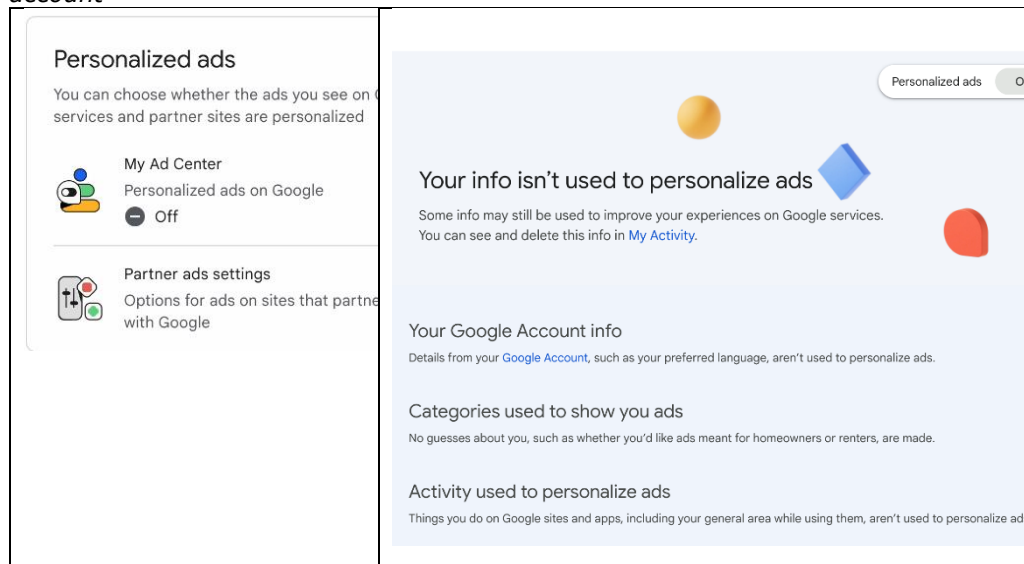 account
Personalized ads
You can choose whether the ads you see on
services and partner sites are personalized
My Ad Center
Personalized ads on Google
Off
Partner ads settings
Options for ads on sites that partne
with Google
Personalized ads
Your info isn't used to personalize ads
Some info may still be used to improve your experiences on Google services.
You can see and delete this info in My Activity.
Your Google Account info
Details from your Google Account, such as your preferred language, aren't used to personalize ads.
Categories used to show you ads
No guesses about you, such as whether you'd like ads meant for homeowners or renters, are made.
Activity used to personalize ads
Things you do on Google sites and apps, including your general area while using them, aren't used to personalize ad